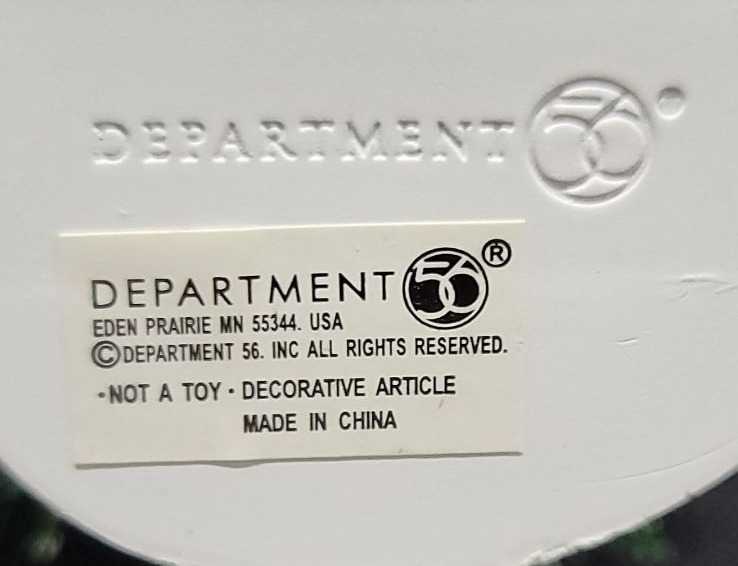 DEPARTMENT 56.
DEPARTMENT 56 ®
EDEN PRAIRIE MN 55344. USA
©DEPARTMENT 56. INC ALL RIGHTS RESERVED.
•NOT A TOY • DECORATIVE ARTICLE
MADE IN CHINA